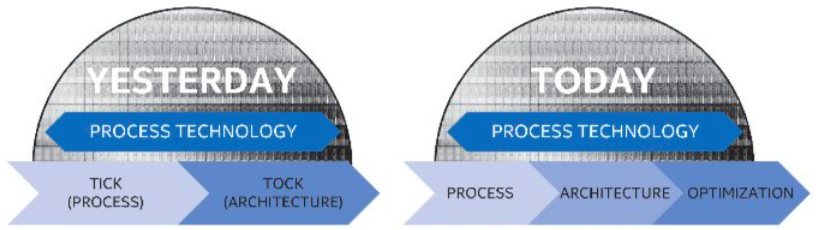 YESTERDAY
PROCESS TECHNOLOGY
TICK
(PROCESS)
TOCK
(ARCHITECTURE)
TODAY
PROCESS TECHNOLOGY
PROCESS
ARCHITECTURE
OPTIMIZATION